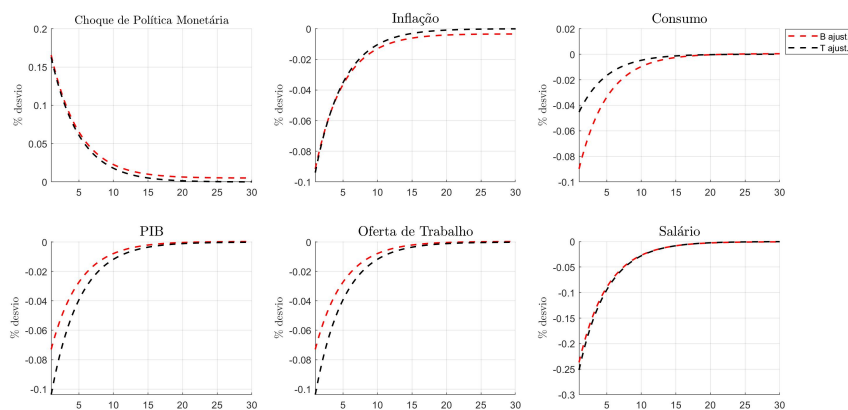 Choque de Política Monetária
0.2
0.15
0.1
0.05
0
% desvio
5 10 15 20 25 30
Inflação
0
-0.02
-0.04
-0.06
-0.08
-0.1
% desvio
5 10 15 20 25 30
Consumo
0.02
0
-0.02
-0.04
-0.06
-0.08
-0.1
% desvio
5 10 15 20 25 30
B ajust.
T ajust.
PIB
0
-0.02
-0.04
-0.06
-0.08
-0.1
% desvio
5 10 15 20 25 30
Oferta de Trabalho
0
-0.02
-0.04
-0.06
-0.08
-0.1
% desvio
5 10 15 20 25 30
Salário
0
-0.05
-0.1
-0.15
-0.2
-0.25
-0.3
% desvio
5 10 15 20 25 30